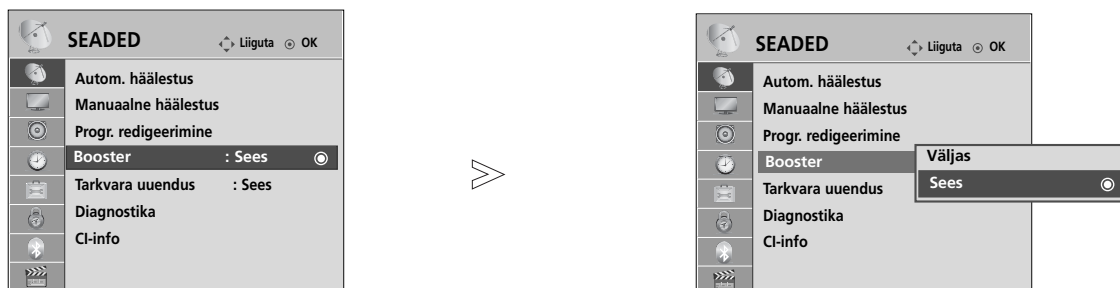 SEADED Liiguta OK
Autom. häälestus
Manuaalne häälestus
Progr. redigeerimine
Booster : Sees
Tarkvara uuendus : Sees
Diagnostika
CI-info
SEADED Liiguta OK
Autom. häälestus
Manuaalne häälestus
Progr. redigeerimine
Booster
Väljas
Sees
Tarkvara uuendus
Diagnostika
CI-info